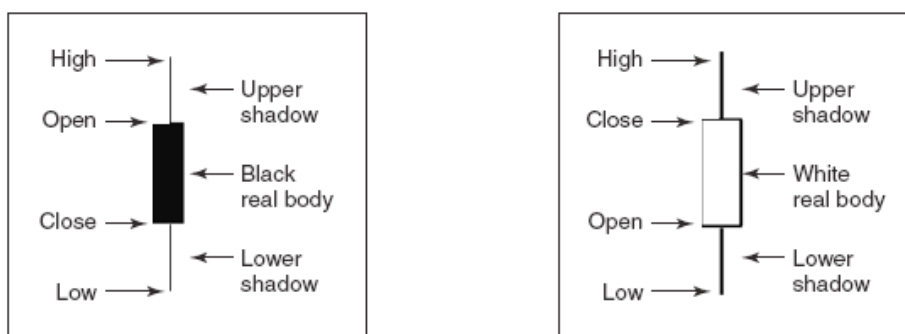 High
Upper
shadow
Open
Black
real body
Close
Lower
shadow
Low
High
Upper
shadow
Close
White
real body
Open
Lower
shadow
Low